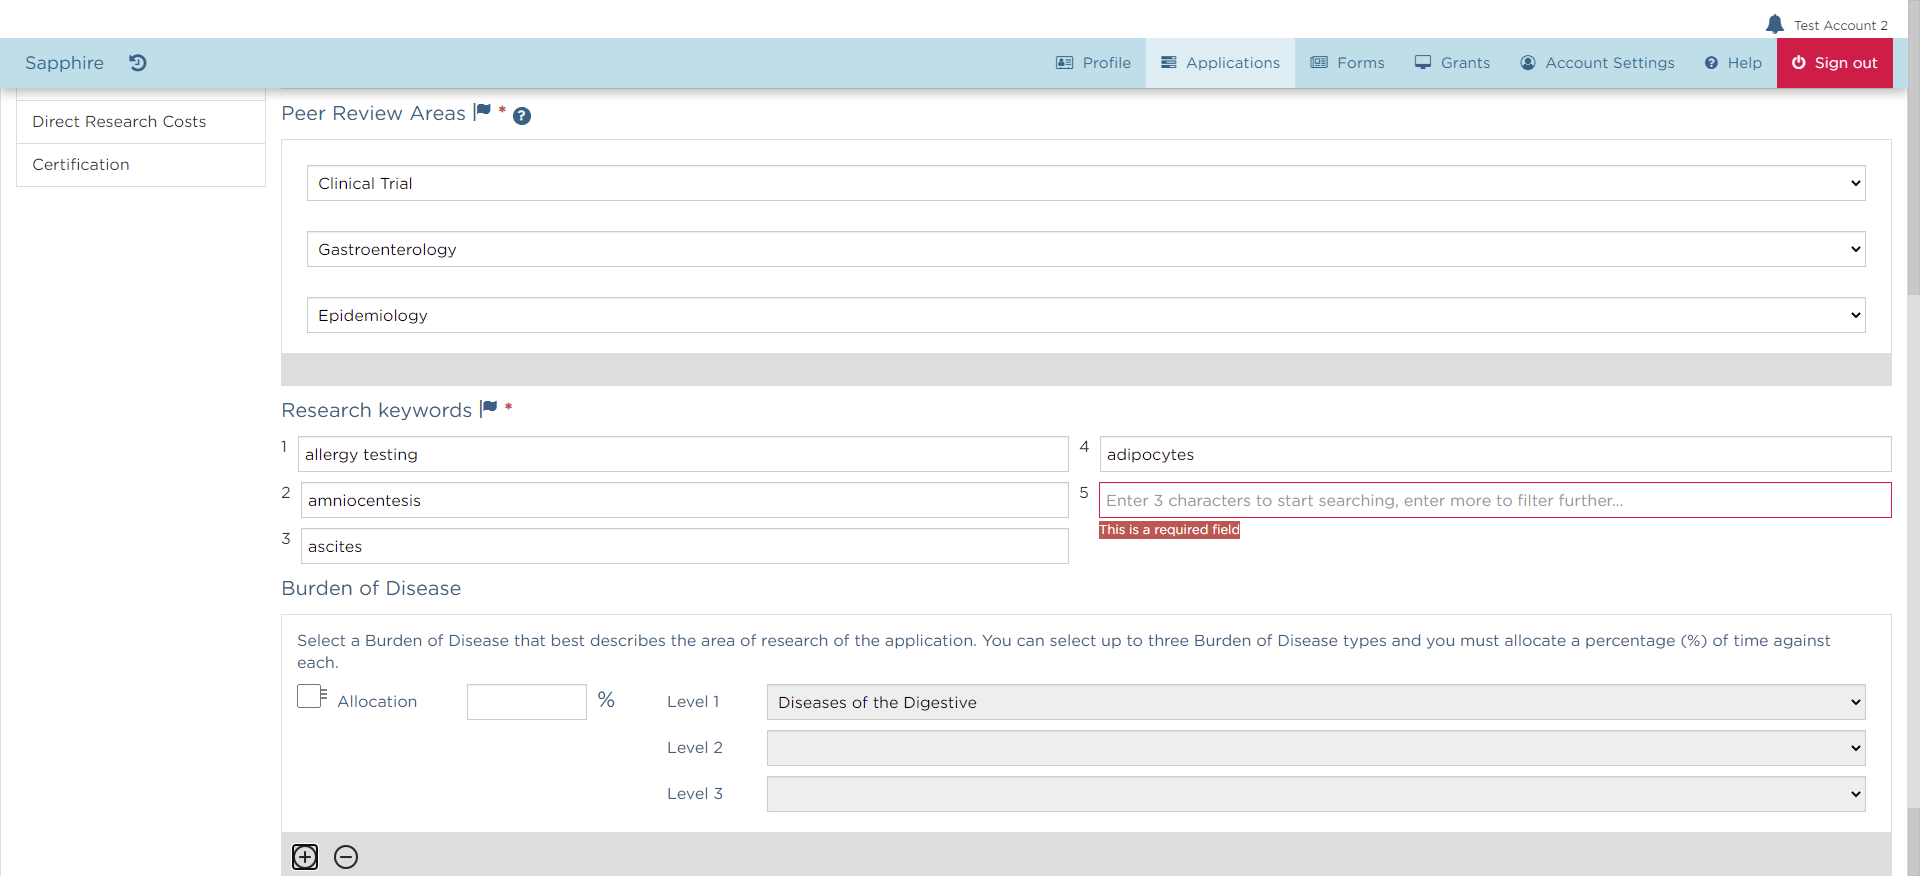 Test Account 2
Sapphire
Profile
Applications
Forms
Grants
Account Settings
Help
Sign out
Direct Research Costs
Certification
Peer Review Areas *
Clinical Trial
Gastroenterology
Epidemiology
Research keywords *
1 allergy testing
2 amniocentesis
3 ascites
4 adipocytes
5 Enter 3 characters to start searching, enter more to filter further...
This is a required field
Burden of Disease
Select a Burden of Disease that best describes the area of research of the application. You can select up to three Burden of Disease types and you must allocate a percentage (%) of time against
each.
Allocation %
Level 1 Diseases of the Digestive
Level 2
Level 3